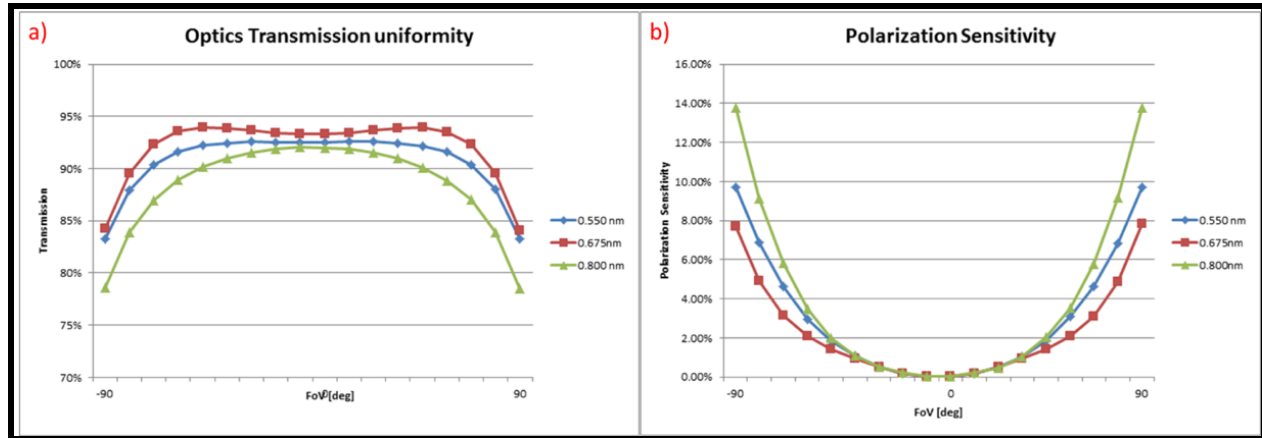 a)
Optics Transmission uniformity
Transmission
100%
95%
90%
85%
80%
75%
70%
-90
0
90
FoV [deg]
0.550 nm
0.675nm
0.800 nm
b)
Polarization Sensitivity
Polarization Sensitivity
16.00%
14.00%
12.00%
10.00%
8.00%
6.00%
4.00%
2.00%
0.00%
-90
0
90
FoV [deg]
0.550 nm
0.675nm
0.800nm